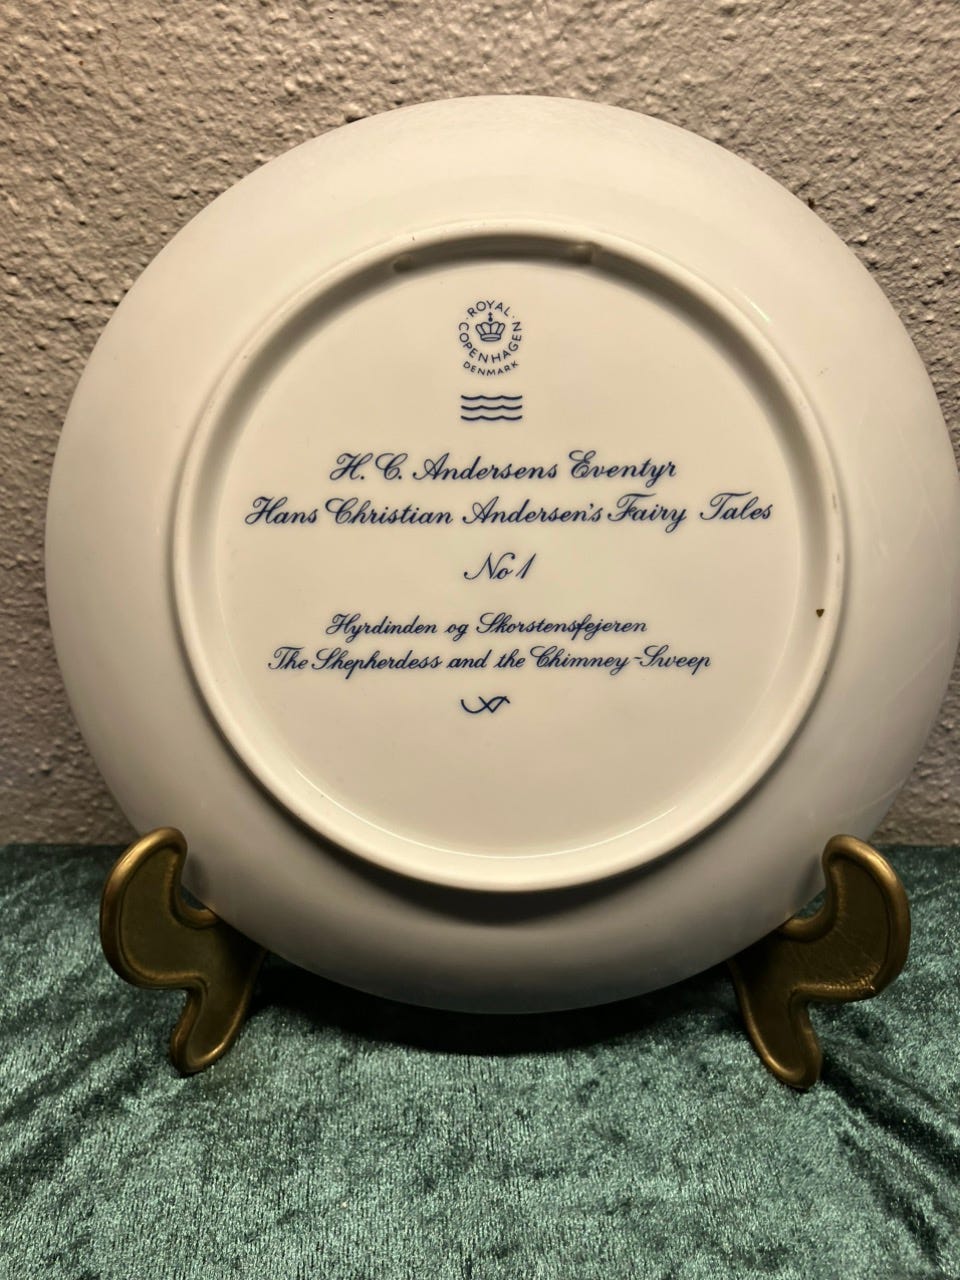 ROYAL
COPENHAGEN
DENMARK
H. C. Andersens Eventyr
Hans Christian Andersen's Fairy Tales
No 1
Hyrdinden og Skorstensfejeren
The Shepherdess and the Chimney-Sweep